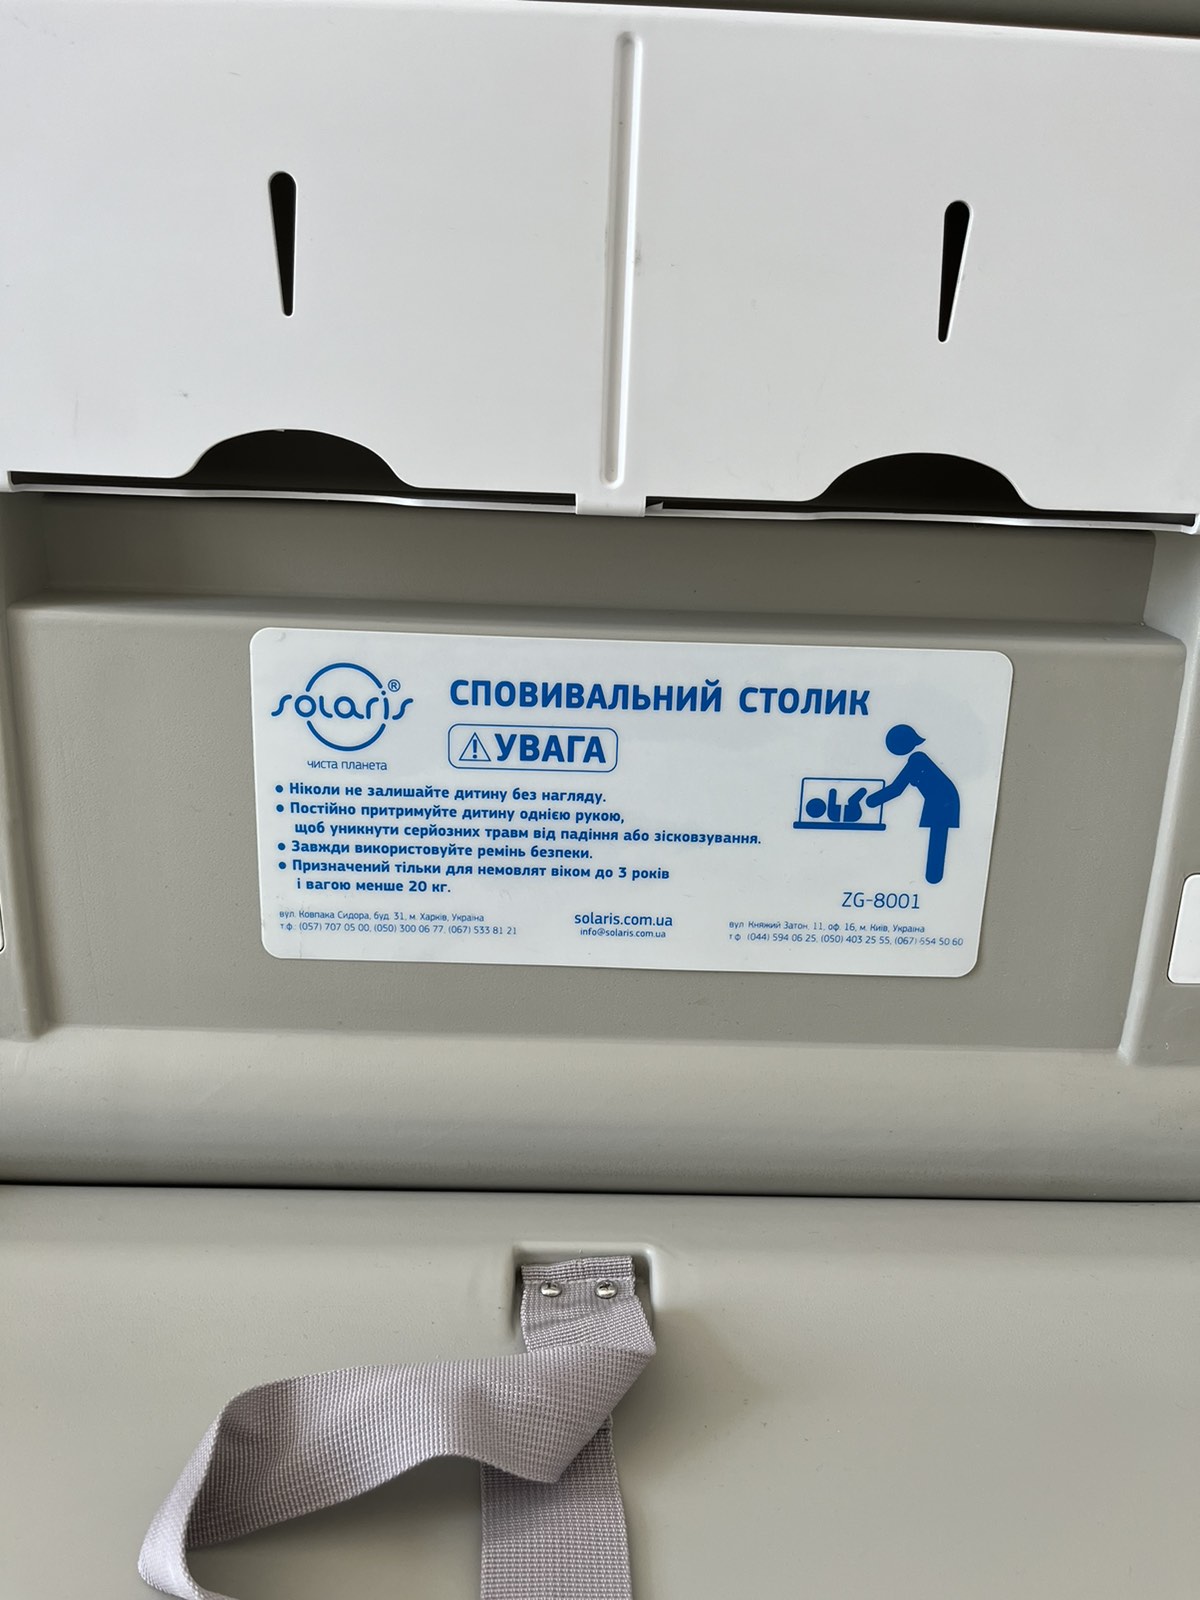 solaris®
чиста планета
СПОВИВАЛЬНИЙ СТОЛИК
УВАГА
• Ніколи не залишайте дитину без нагляду.
• Постійно притримуйте дитину однією рукою,
щоб уникнути серйозних травм від падіння або зісковзування.
• Завжди використовуйте ремінь безпеки.
• Призначений тільки для немовлят віком до 3 років
і вагою менше 20 кг.
ZG-8001
вул. Ковпака Сидора, буд. 31, м. Харків, Україна
т.ф.: (057) 707 05 00, (050) 300 06 77, (067) 533 81 21
solaris.com.ua
info@solaris.com.ua
вул. Княжий Затон, 11, оф. 16, м. Київ, Україна
т.ф. (044) 594 06 25, (050) 403 25 55, (067) 554 50 60